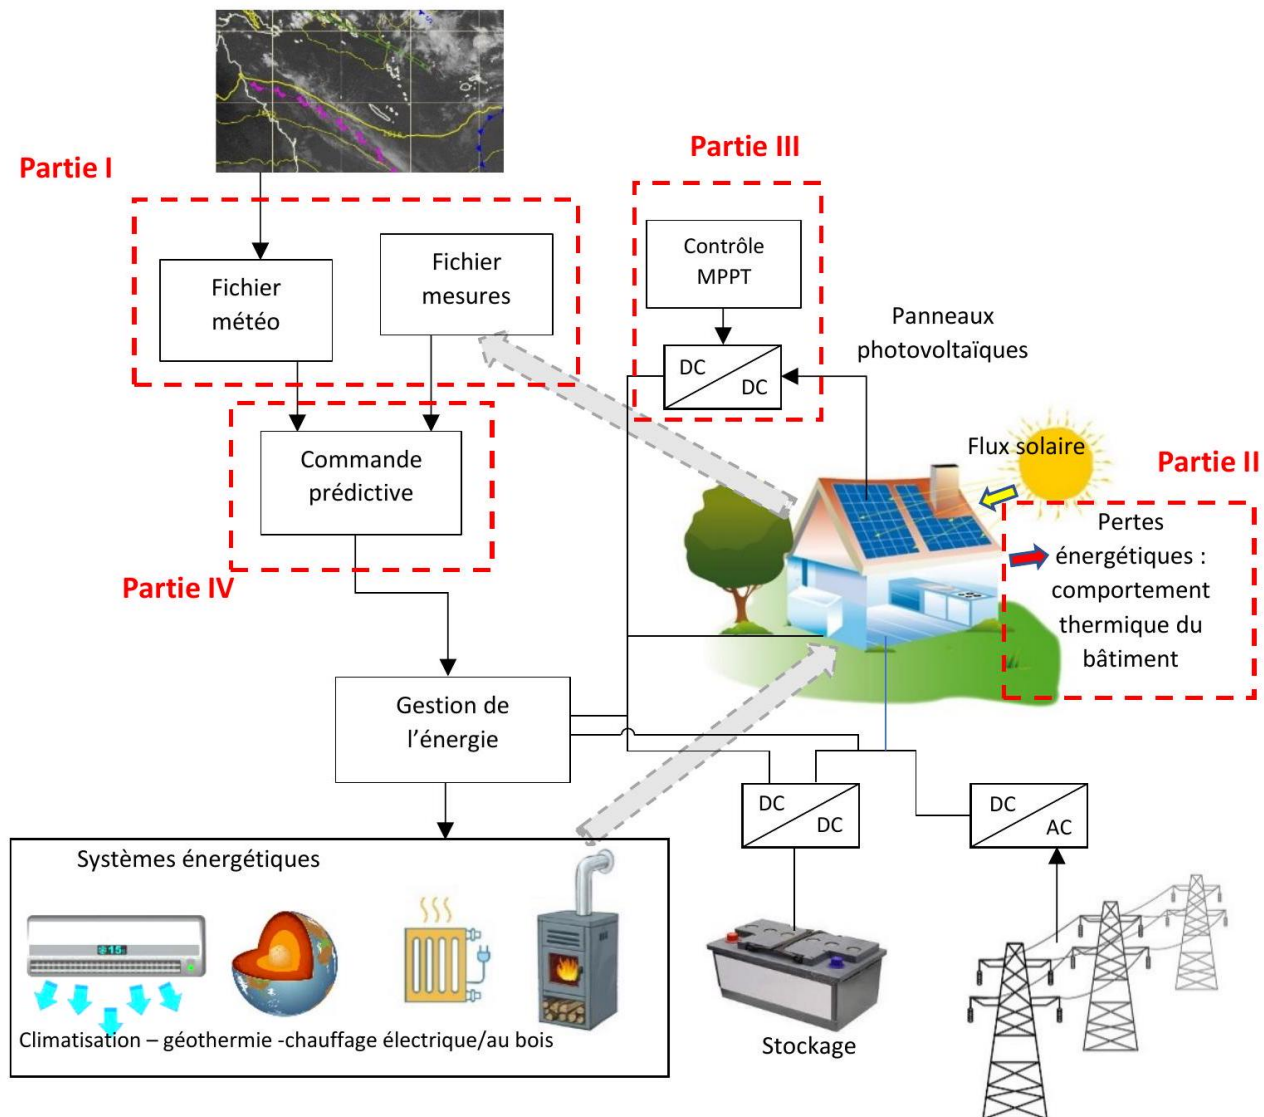 Partie I
Partie III
Fichier
météo
Fichier
mesures
Contrôle
MPPT
DC
DC
Panneaux
photovoltaïques
Flux solaire
Partie II
Pertes
énergétiques :
comportement
thermique du
bâtiment
Commande
prédictive
Partie IV
Gestion de
l’énergie
DC
DC
DC
AC
Systèmes énergétiques
15
Climatisation – géothermie -chauffage électrique/au bois
Stockage